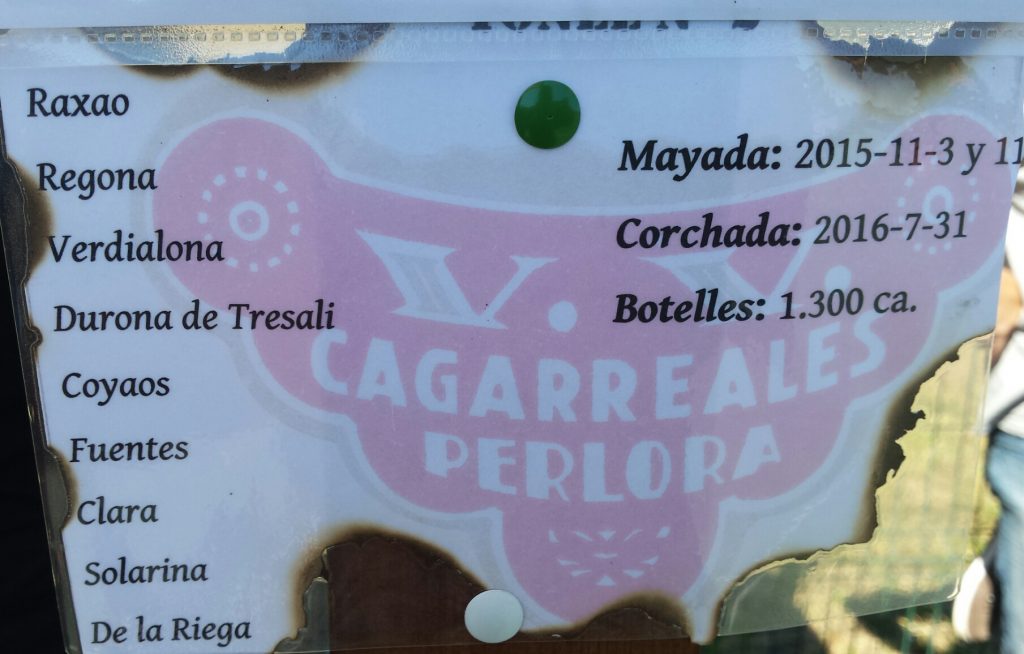 Raxao
Regona
Verdialona
Durona de Tresali
Coyaos
Fuentes
Clara
Solarina
De la Riega
Mayada: 2015-11-3 y 11
Corchada: 2016-7-31
Botelles: 1.300 ca.
V. V.
CAGARREALES
PERLORA